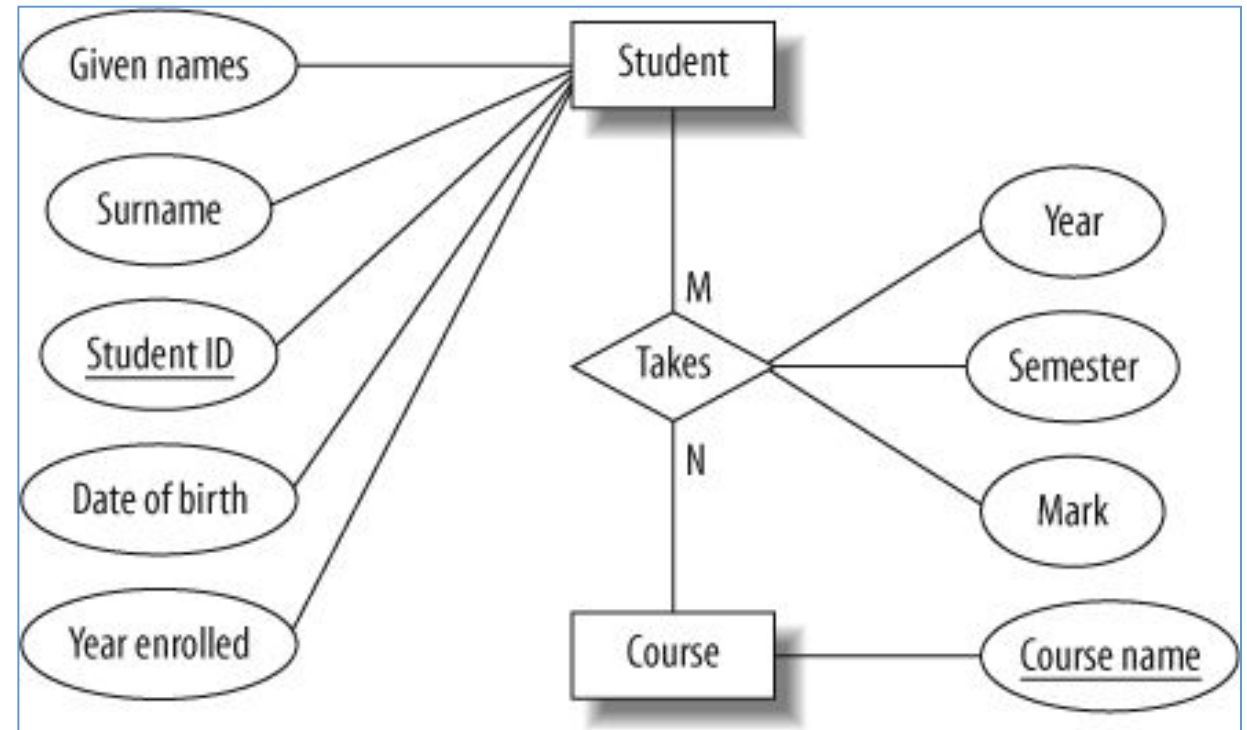 Given names
Student
Surname
Year
M
Student ID
Takes
Semester
N
Date of birth
Mark
Year enrolled
Course
Course name